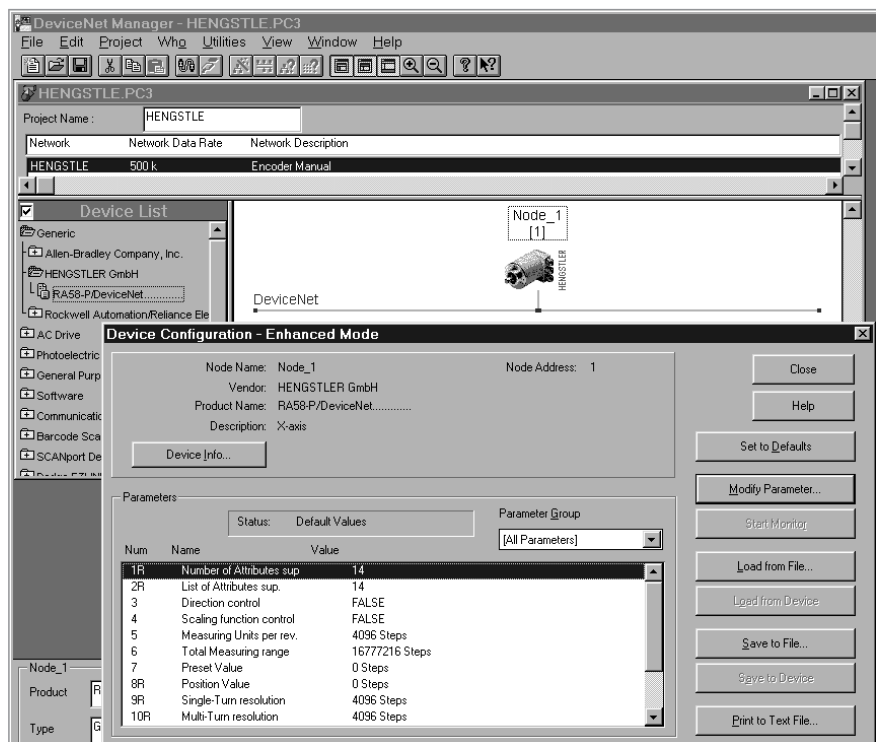 DeviceNet Manager - HENGSTLE.PC3
File Edit Project Who Utilities View Window Help
HENGSTLE.PC3
Project Name : HENGSTLE
Network Network Data Rate Network Description
HENGSTLE 500 k Encoder Manual
Device List
Generic
Allen-Bradley Company, Inc.
HENGSTLER GmbH
RA58-P/DeviceNet.............
Rockwell Automation/Reliance Ele
AC Drive
Photoelectric
General Purp
Software
Communicatic
Barcode Sca
SCANport De
Node_1
[1]
HENGSTLER
DeviceNet
Device Configuration - Enhanced Mode
Node Name: Node_1 Node Address: 1
Vendor: HENGSTLER GmbH
Product Name: RA58-P/DeviceNet.............
Description: X-axis
Device Info...
Close
Help
Set to Defaults
Modify Parameter...
Start Monitor
Load from File...
Load from Device
Save to File...
Save to Device
Print to Text File...
Parameters
Status: Default Values
Parameter Group
[All Parameters]
Num Name Value
1R Number of Attributes sup 14
2R List of Attributes sup. 14
3 Direction control FALSE
4 Scaling function control FALSE
5 Measuring Units per rev. 4096 Steps
6 Total Measuring range 16777216 Steps
7 Preset Value 0 Steps
8R Position Value 0 Steps
9R Single-Turn resolution 4096 Steps
10R Multi-Turn resolution 4096 Steps
Node_1
Product R
Type G